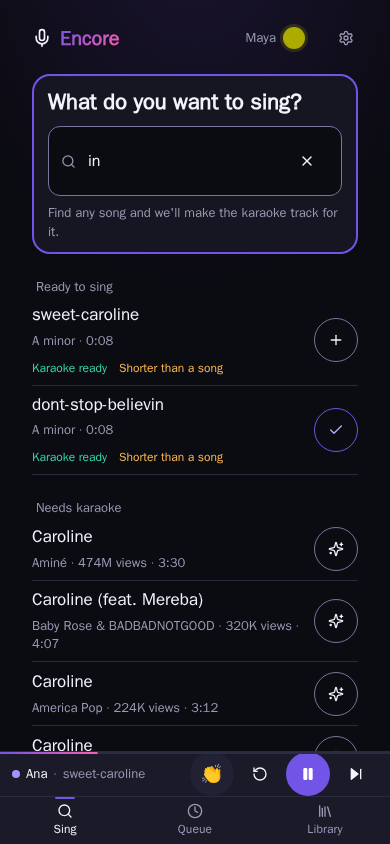 Encore
Maya
What do you want to sing?
in
Find any song and we'll make the karaoke track for
it.
Ready to sing
sweet-caroline
A minor · 0:08
Karaoke ready Shorter than a song
dont-stop-believin
A minor · 0:08
Karaoke ready Shorter than a song
Needs karaoke
Caroline
Aminé · 474M views · 3:30
Caroline (feat. Mereba)
Baby Rose & BADBADNOTGOOD · 320K views ·
4:07
Caroline
America Pop · 224K views · 3:12
Caroline
Ana · sweet-caroline
Sing Queue Library